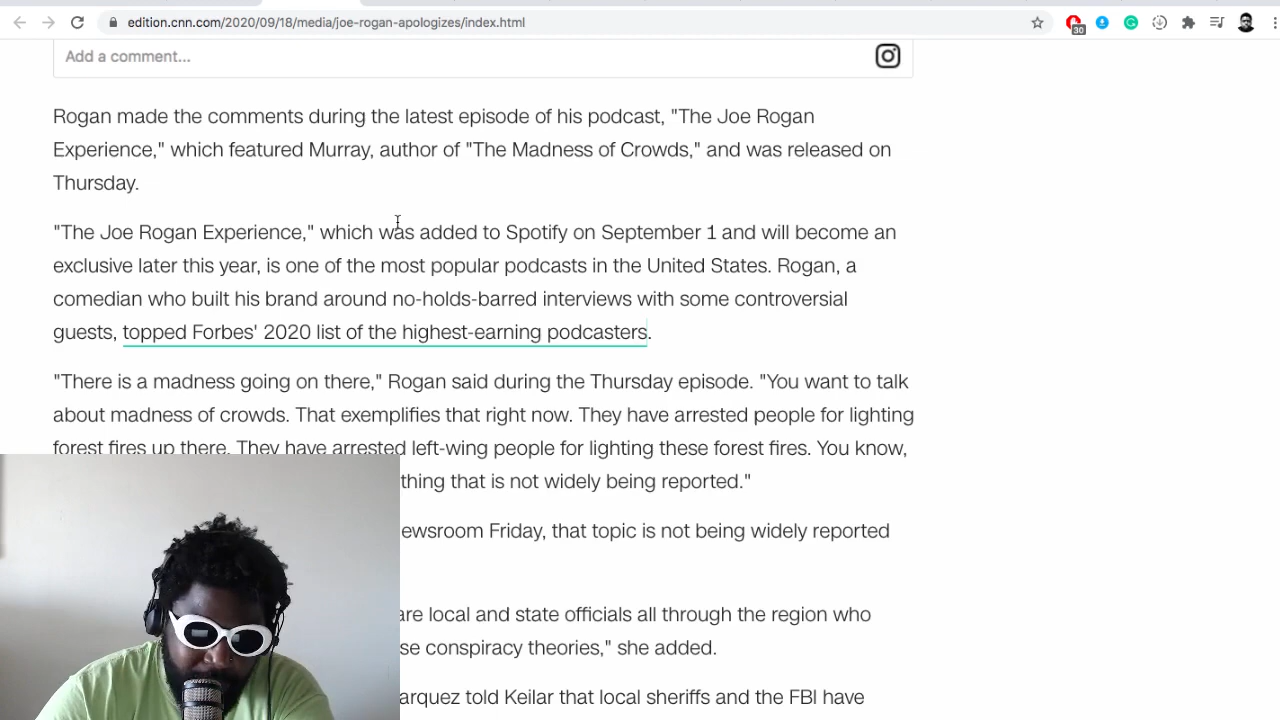 edition.cnn.com/2020/09/18/media/joe-rogan-apologizes/index.html
30
Add a comment...
Rogan made the comments during the latest episode of his podcast, "The Joe Rogan
Experience," which featured Murray, author of "The Madness of Crowds," and was released on
Thursday.
"The Joe Rogan Experience," which was added to Spotify on September 1 and will become an
exclusive later this year, is one of the most popular podcasts in the United States. Rogan, a
comedian who built his brand around no-holds-barred interviews with some controversial
guests, topped Forbes' 2020 list of the highest-earning podcasters.
"There is a madness going on there," Rogan said during the Thursday episode. "You want to talk
about madness of crowds. That exemplifies that right now. They have arrested people for lighting
forest fires up there. They have arrested left-wing people for lighting these forest fires. You know,
thing that is not widely being reported."
ewsroom Friday, that topic is not being widely reported
are local and state officials all through the region who
se conspiracy theories," she added.
arquez told Keilar that local sheriffs and the FBI have